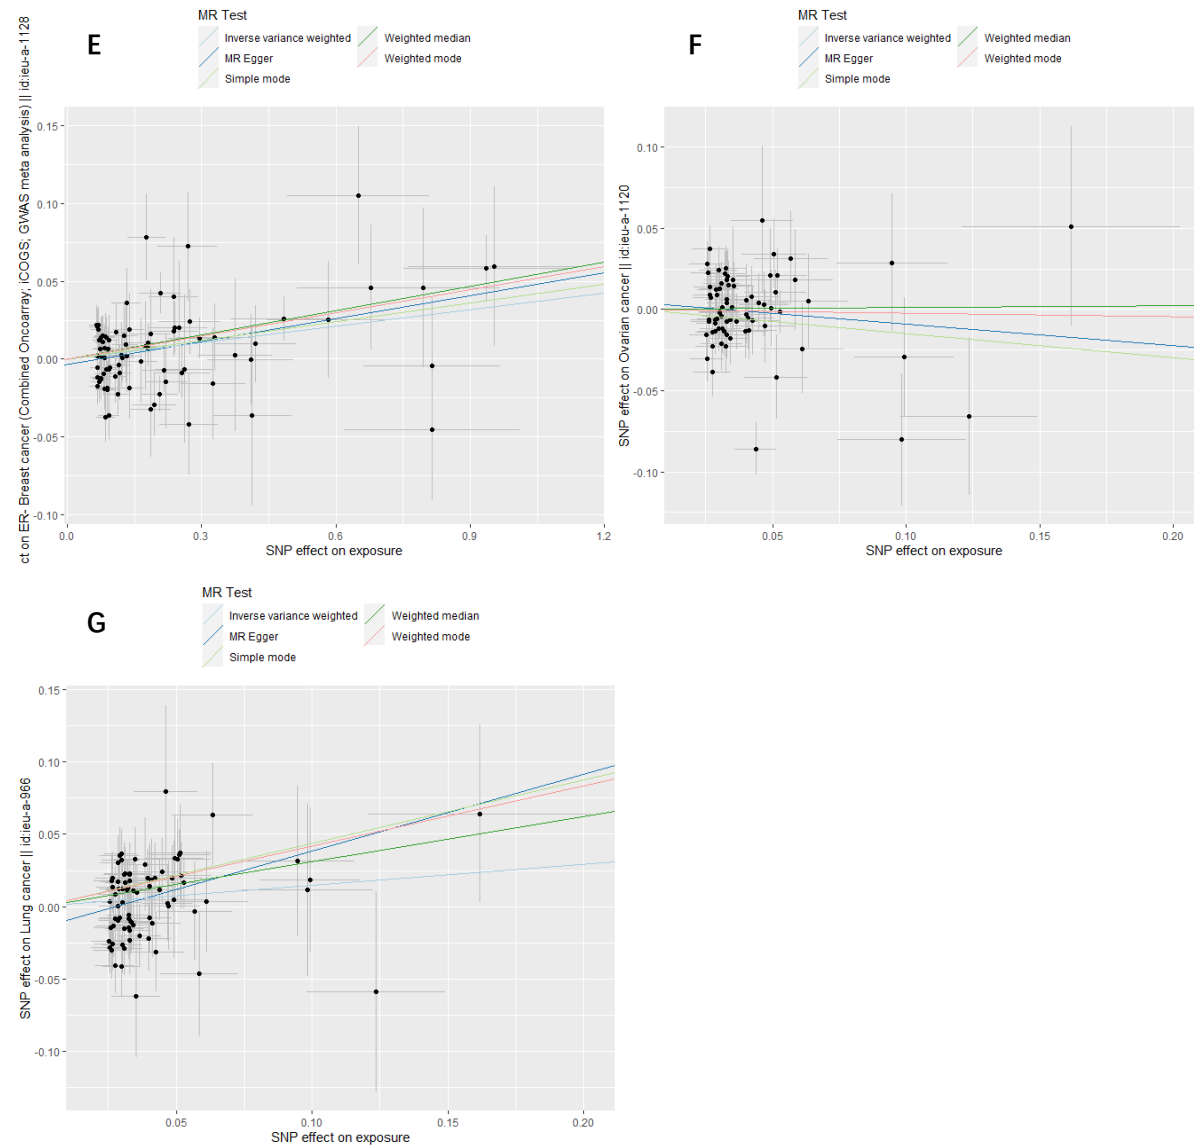 E
MR Test
Inverse variance weighted
MR Egger
Simple mode
Weighted median
Weighted mode
ct on ER- Breast cancer (Combined Oncoarray; iCOGS; GWAS meta analysis) || id:ieu-a-1128
0.15
0.10
0.05
0.00
-0.05
-0.10
0.0
0.3
0.6
0.9
1.2
SNP effect on exposure
F
MR Test
Inverse variance weighted
MR Egger
Simple mode
Weighted median
Weighted mode
SNP effect on Ovarian cancer || id:ieu-a-1120
0.10
0.05
0.00
-0.05
-0.10
0.05
0.10
0.15
0.20
SNP effect on exposure
G
MR Test
Inverse variance weighted
MR Egger
Simple mode
Weighted median
Weighted mode
SNP effect on Lung cancer || id:ieu-a-966
0.15
0.10
0.05
0.00
-0.05
-0.10
0.05
0.10
0.15
0.20
SNP effect on exposure